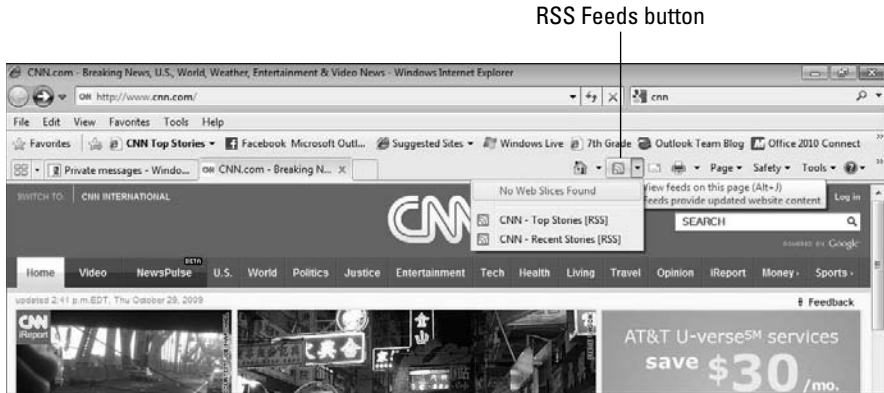 RSS Feeds button
CNN.com - Breaking News, U.S., World, Weather, Entertainment & Video News - Windows Internet Explorer
http://www.cnn.com/
cnn
File Edit View Favorites Tools Help
Favorites CNN Top Stories Facebook Microsoft Outl... Suggested Sites Windows Live 7th Grade Outlook Team Blog Office 2010 Connect
Private messages - Windo... CNN.com - Breaking N... Page Safety Tools
No Web Slices Found
View feeds on this page (Alt+J)
Feeds provide updated website content
CNN - Top Stories [RSS]
CNN - Recent Stories [RSS]
SWITCH TO: CNN INTERNATIONAL
CNN
Log in
SEARCH
POWERED BY Google
BETA
Home Video NewsPulse U.S. World Politics Justice Entertainment Tech Health Living Travel Opinion iReport Money Sports
updated 2:41 p.m. EDT, Thu October 29, 2009
Feedback
CNN
iReport
AT&T U-verse℠ services
save $30/mo.